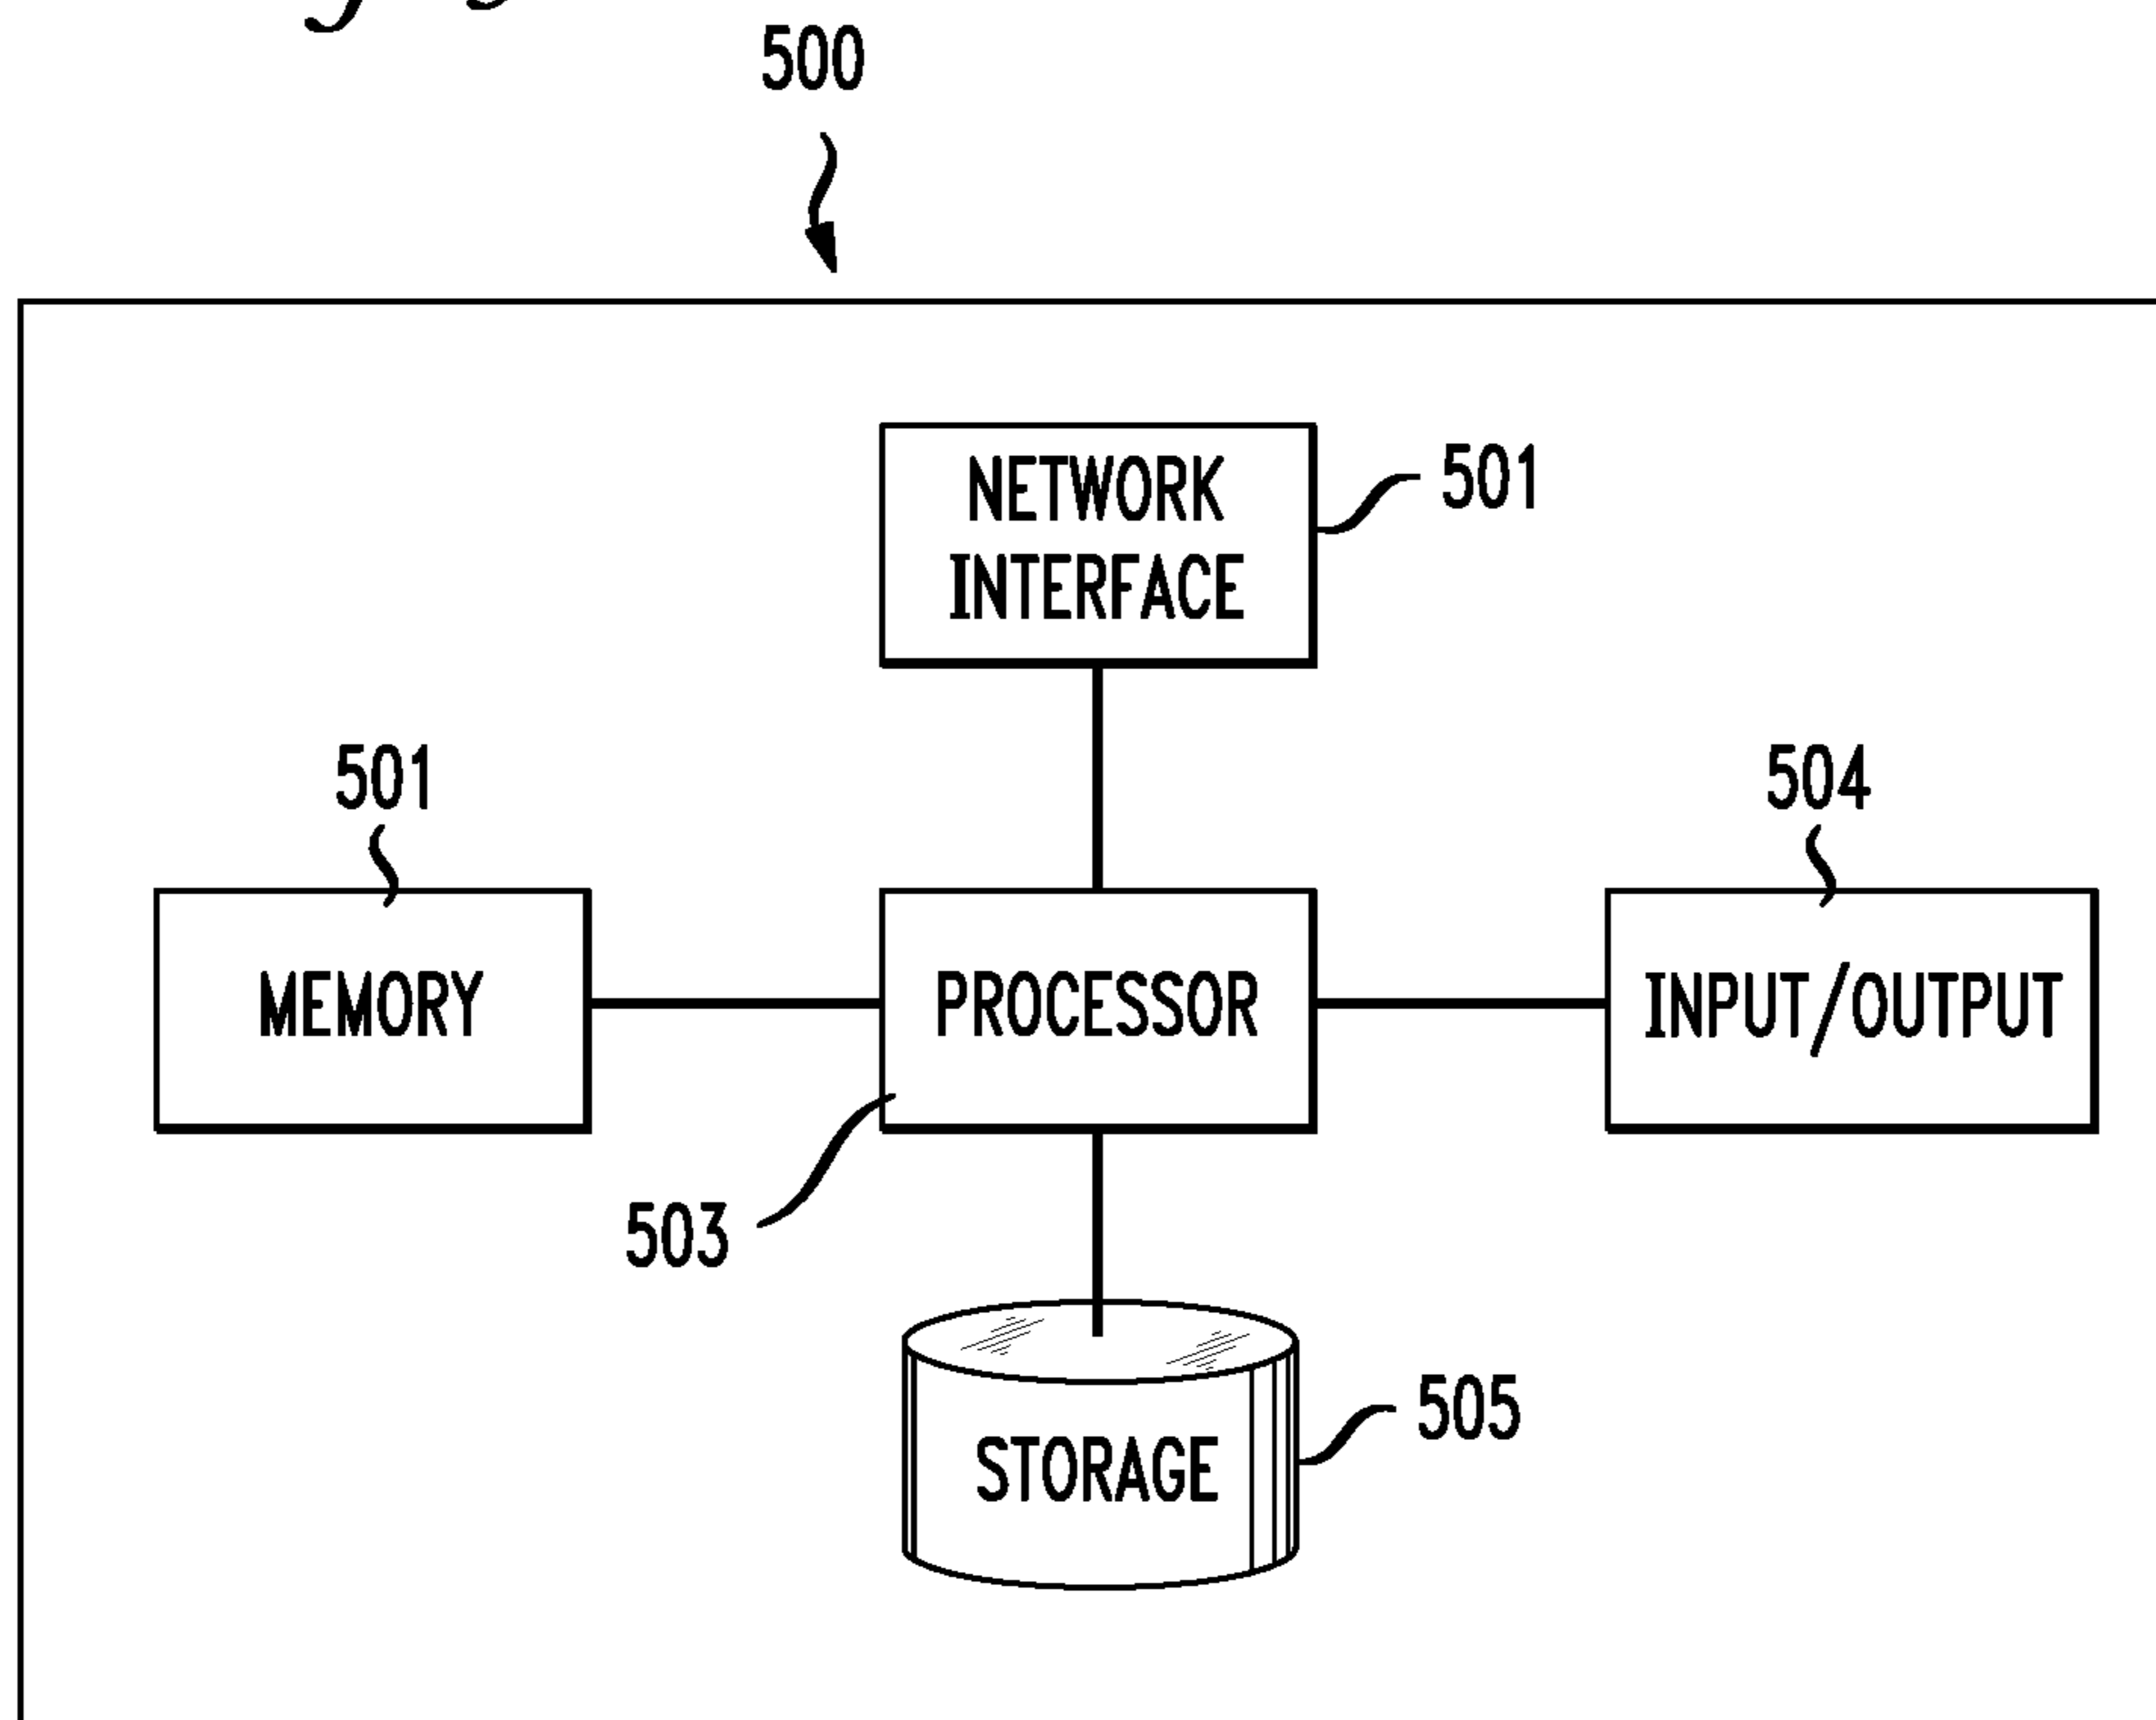 500
NETWORK
INTERFACE
501
501
504
MEMORY
PROCESSOR
INPUT/OUTPUT
503
505
STORAGE